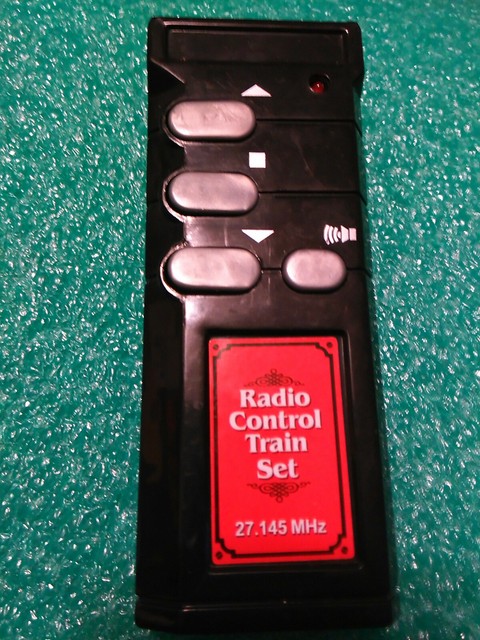 Radio
Control
Train
Set
27.145 MHz